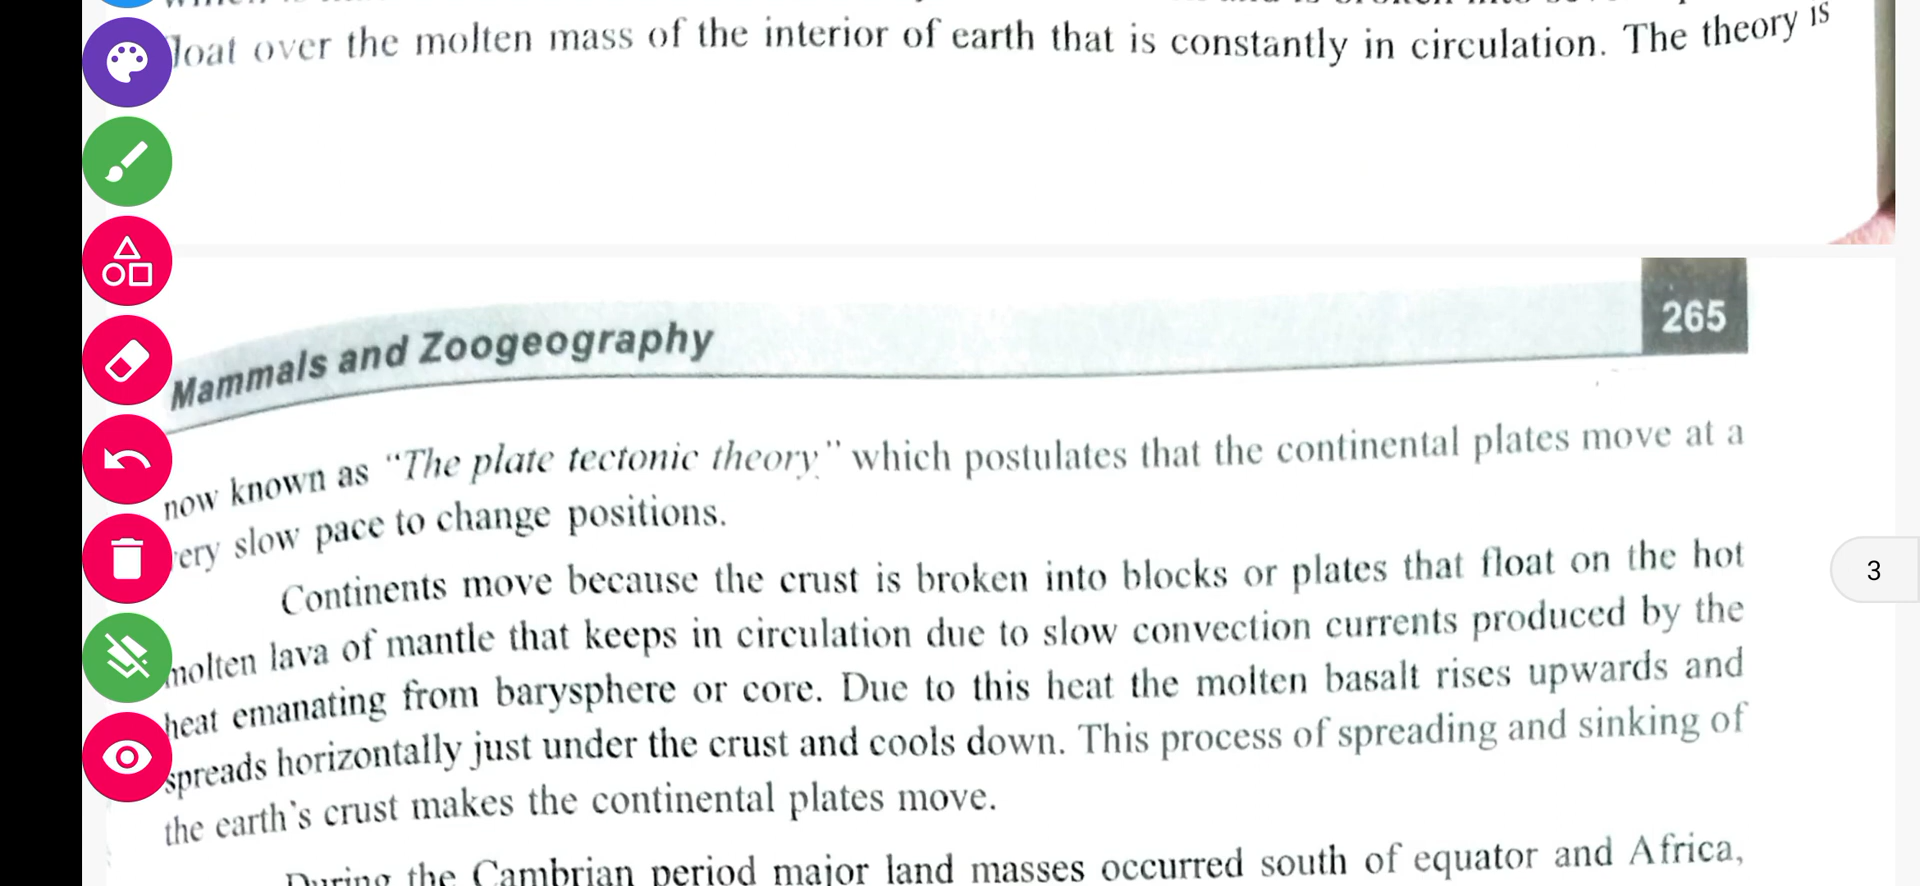 float over the molten mass of the interior of earth that is constantly in circulation. The theory is
265
Mammals and Zoogeography
now known as "The plate tectonic theory" which postulates that the continental plates move at a
very slow pace to change positions.
Continents move because the crust is broken into blocks or plates that float on the hot
molten lava of mantle that keeps in circulation due to slow convection currents produced by the
heat emanating from barysphere or core. Due to this heat the molten basalt rises upwards and
spreads horizontally just under the crust and cools down. This process of spreading and sinking of
the earth's crust makes the continental plates move.
3
During the Cambrian period major land masses occurred south of equator and Africa,